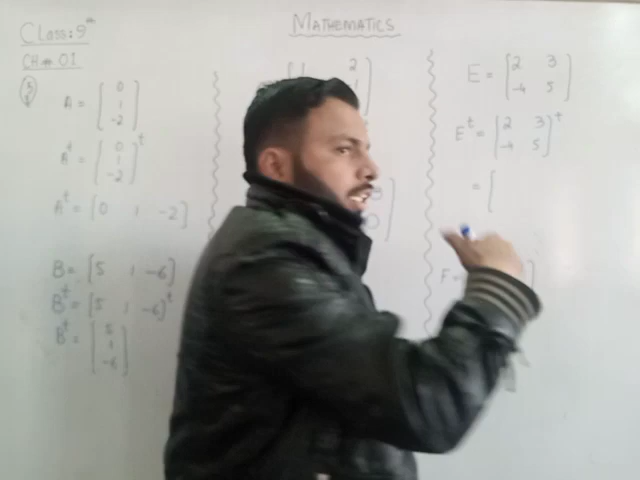 MATHEMATICS
CLASS: 9th
CH # 01
A = [ 0
1
-2 ]
A^t = [ 0
1
-2 ]^t
A^t = [0 1 -2]
B = [5 1 -6]
B^t = [5 1 -6]^t
B^t = [ 5
1
-6 ]
2
E = [ 2 3
-4 5 ]
E^t = [ 2 3
-4 5 ]^t
= [
F =